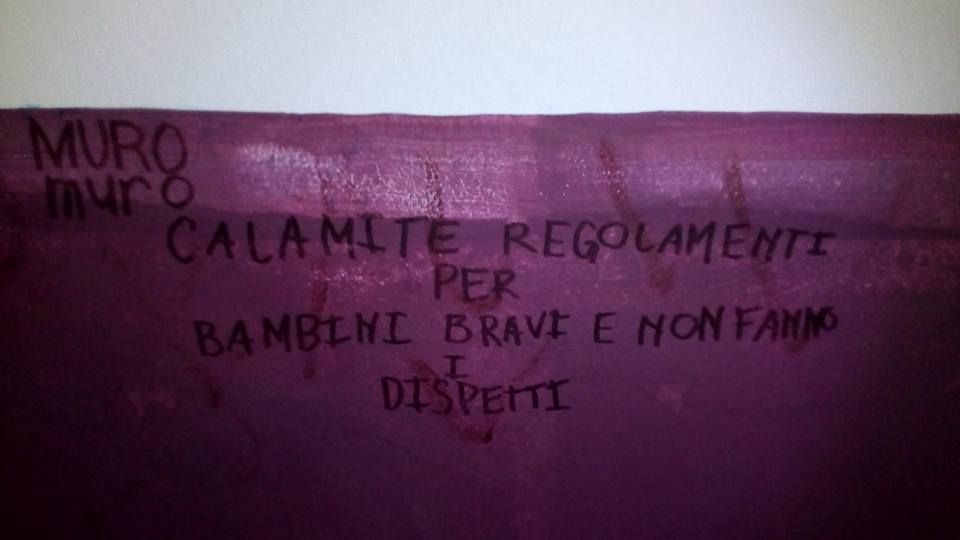 MURO
muro
CALAMITE REGOLAMENTI
PER
BAMBINI BRAVI E NON FANNO
I
DISPETTI